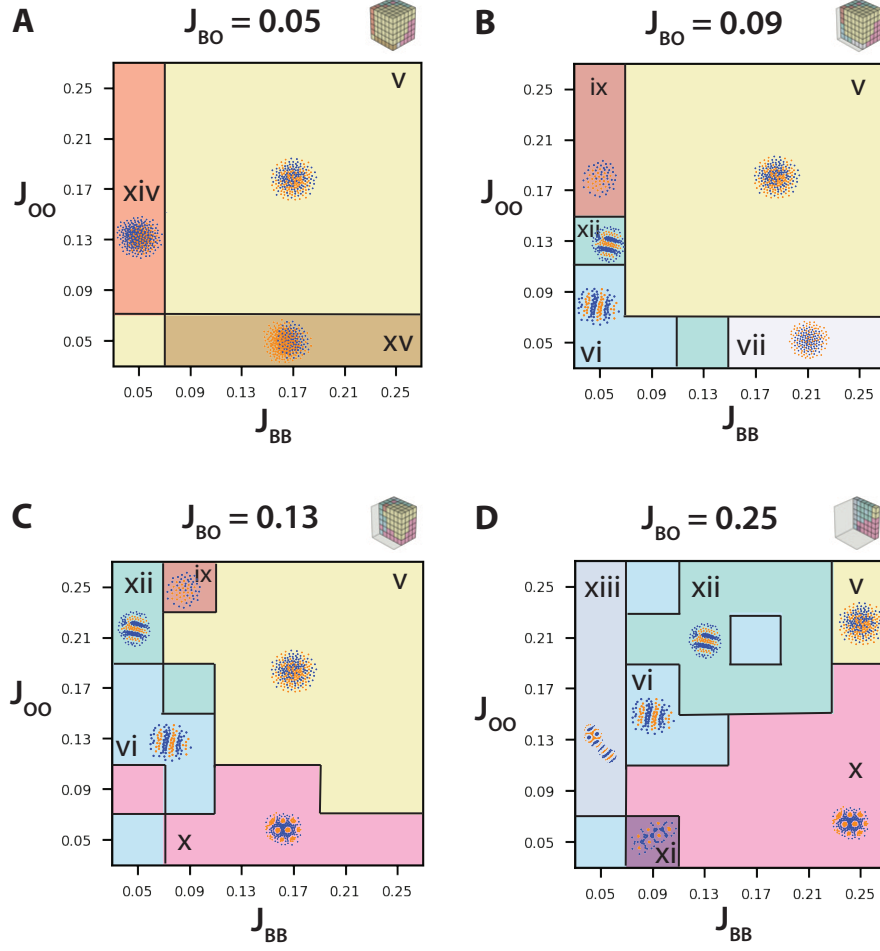 A
J_BO = 0.05
J_OO
0.25
0.21
0.17
0.13
0.09
0.05
v
xiv
xv
0.05 0.09 0.13 0.17 0.21 0.25
J_BB
B
J_BO = 0.09
J_OO
0.25
0.21
0.17
0.13
0.09
0.05
ix
v
xii
vi
vii
0.05 0.09 0.13 0.17 0.21 0.25
J_BB
C
J_BO = 0.13
J_OO
0.25
0.21
0.17
0.13
0.09
0.05
xii
ix
v
vi
x
0.05 0.09 0.13 0.17 0.21 0.25
J_BB
D
J_BO = 0.25
J_OO
0.25
0.21
0.17
0.13
0.09
0.05
xiii
xii
v
vi
x
xi
0.05 0.09 0.13 0.17 0.21 0.25
J_BB